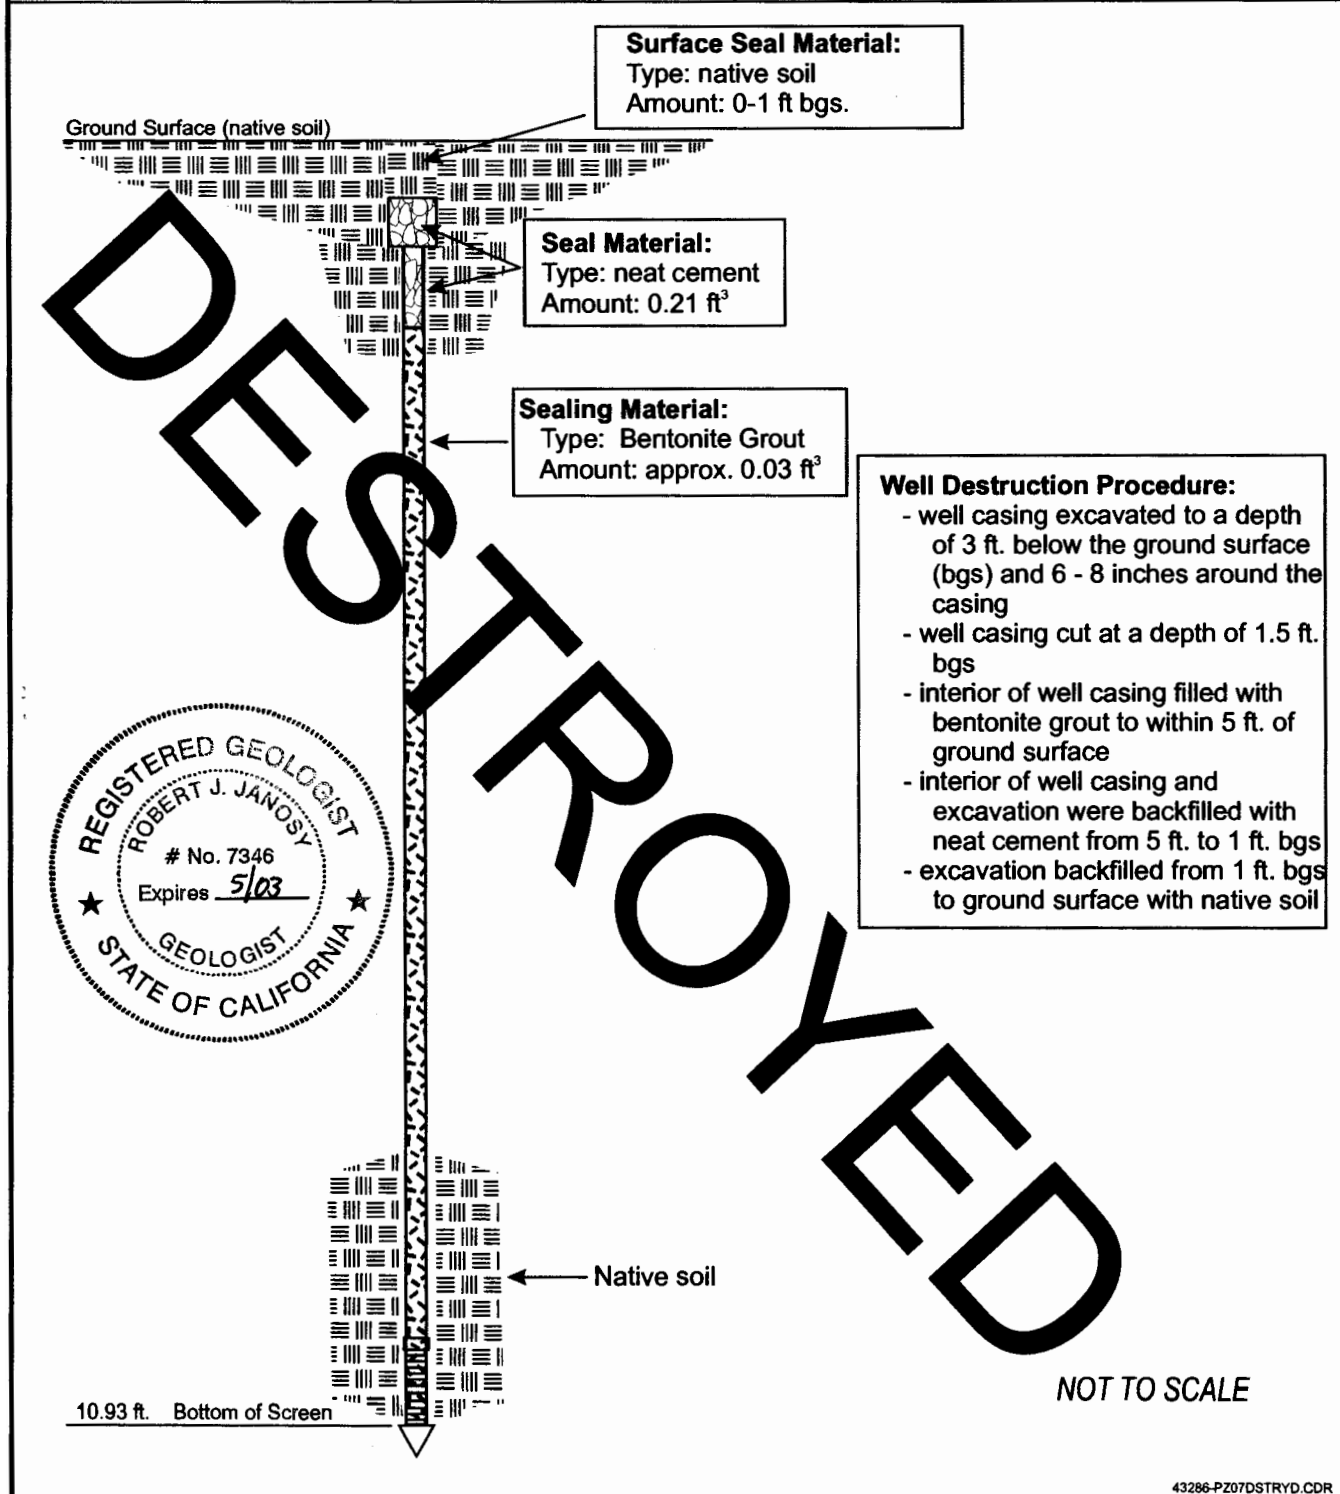 Surface Seal Material:
Type: native soil
Amount: 0-1 ft bgs.
Ground Surface (native soil)
Seal Material:
Type: neat cement
Amount: 0.21 ft³
Sealing Material:
Type: Bentonite Grout
Amount: approx. 0.03 ft³
Well Destruction Procedure:
- well casing excavated to a depth
of 3 ft. below the ground surface
(bgs) and 6 - 8 inches around the
casing
- well casing cut at a depth of 1.5 ft.
bgs
- interior of well casing filled with
bentonite grout to within 5 ft. of
ground surface
- interior of well casing and
excavation were backfilled with
neat cement from 5 ft. to 1 ft. bgs
- excavation backfilled from 1 ft. bgs
to ground surface with native soil
DESTROYED
REGISTERED GEOLOGIST
ROBERT J. JANOSY
# No. 7346
Expires 5/03
GEOLOGIST
STATE OF CALIFORNIA
Native soil
10.93 ft. Bottom of Screen
NOT TO SCALE
43286-PZ07DSTRYD.CDR